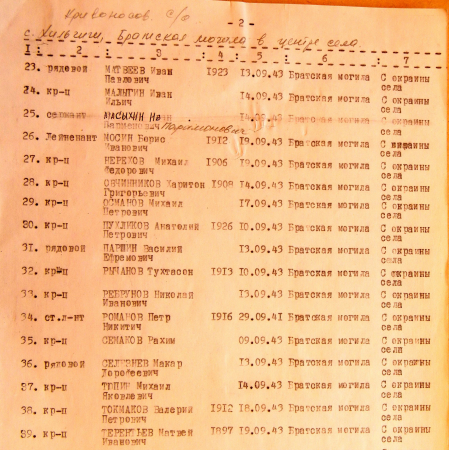 Кривоносов. с/с
- 2 -
с. Хильчичи, Братская могила в центре села.
1: 2 : 3 : 4 : 5 : 6 : 7
23. рядовой МАТВЕЕВ Иван 1923 13.09.43 Братская могила С окраины
Павлович села
24. кр-ц МАЛЫГИН Иван 14.09.43 Братская могила С окраины
Ильич села
25. сержант МАСЫХИН Иван 14.09.43 Братская могила С окраины
Парамонович села
26. Лейтенант МОСИН Борис 1912 19.09.43 Братская могила С окраины
Иванович села
27. кр-ц НЕРЕХОВ Михаил 1906 19.09.43 Братская могила С окраины
Федорович села
28. кр-ц ОВЧИННИКОВ Харитон 1908 14.09.43 Братская могила С окраины
Григорьевич села
29. кр-ц ОСМАНОВ Михаил 17.09.43 Братская могила С окраины
Петрович села
30. кр-ц ПУХЛИКОВ Анатолий 1926 10.09.43 Братская могила С окраины
Петрович села
31. рядовой ПАРШИН Василий 13.09.43 Братская могила С окраины
Ефремович села
32. кр-ц РЫЧАНОВ Тухтасон 1913 10.09.43 Братская могила С окраины
села
33. кр-ц РЕБРУНОВ Николай 13.09.43 Братская могила С окраины
Иванович села
34. ст.л-нт РОМАНОВ Петр 1916 29.09.41 Братская могила С окраины
Никитич села
35. кр-ц СЕМАКОВ Рахим 09.09.43 Братская могила С окраины
села
36. рядовой СЕЛЕЗНЕВ Макар 13.09.43 Братская могила С окраины
Дорофеевич села
37. кр-ц ТЮПИН Михаил 14.09.43 Братская могила С окраины
Яковлевич села
38. кр-ц ТОКМАКОВ Валерий 1912 18.09.43 Братская могила С окраины
Петрович села
39. кр-ц ТЕРЕНТЬЕВ Матвей 1897 19.09.43 Братская могила С окраины
Иванович села